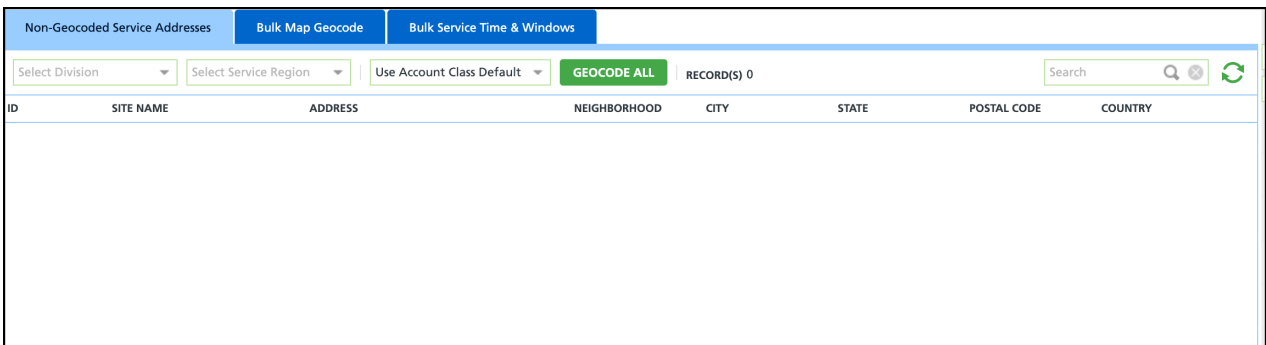 Non-Geocoded Service Addresses Bulk Map Geocode Bulk Service Time & Windows
Select Division Select Service Region Use Account Class Default GEOCODE ALL RECORD(S) 0 Search
ID SITE NAME ADDRESS NEIGHBORHOOD CITY STATE POSTAL CODE COUNTRY